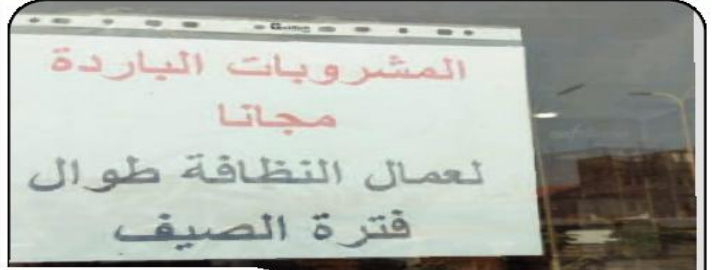 المشروبات الباردة
مجانا
لعمال النظافة طوال
فترة الصيف